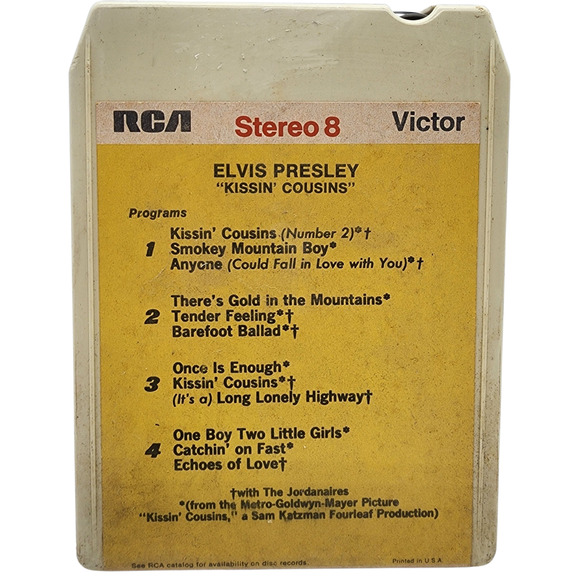 RCA Stereo 8 Victor
ELVIS PRESLEY
"KISSIN' COUSINS"
Programs
Kissin' Cousins (Number 2)*†
1 Smokey Mountain Boy*
Anyone (Could Fall in Love with You)*†
There's Gold in the Mountains*
2 Tender Feeling*†
Barefoot Ballad*†
Once Is Enough*
3 Kissin' Cousins*†
(It's a) Long Lonely Highway†
One Boy Two Little Girls*
4 Catchin' on Fast*
Echoes of Love†
†with The Jordanaires
*(from the Metro-Goldwyn-Mayer Picture
"Kissin' Cousins," a Sam Katzman Fourleaf Production)
See RCA catalog for availability on disc records. Printed in U.S.A